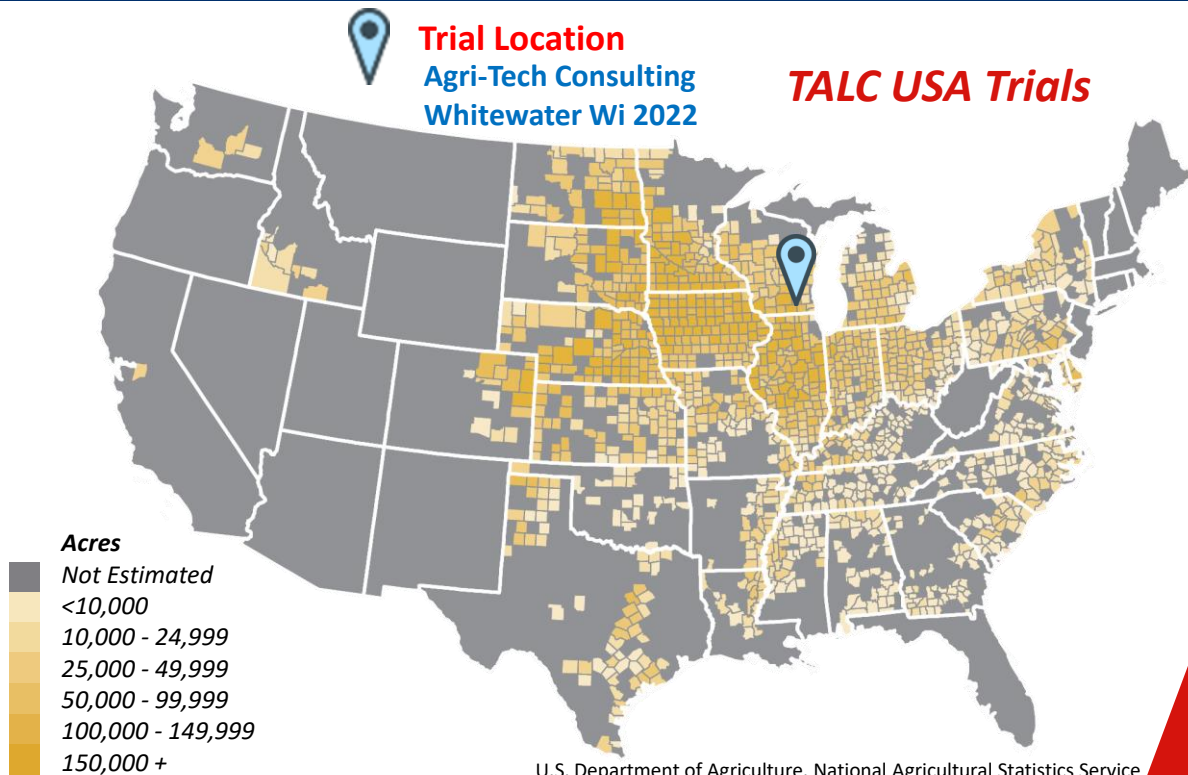 Trial Location
Agri-Tech Consulting
Whitewater Wi 2022
TALC USA Trials
Acres
Not Estimated
<10,000
10,000 - 24,999
25,000 - 49,999
50,000 - 99,999
100,000 - 149,999
150,000 +
U.S. Department of Agriculture, National Agricultural Statistics Service